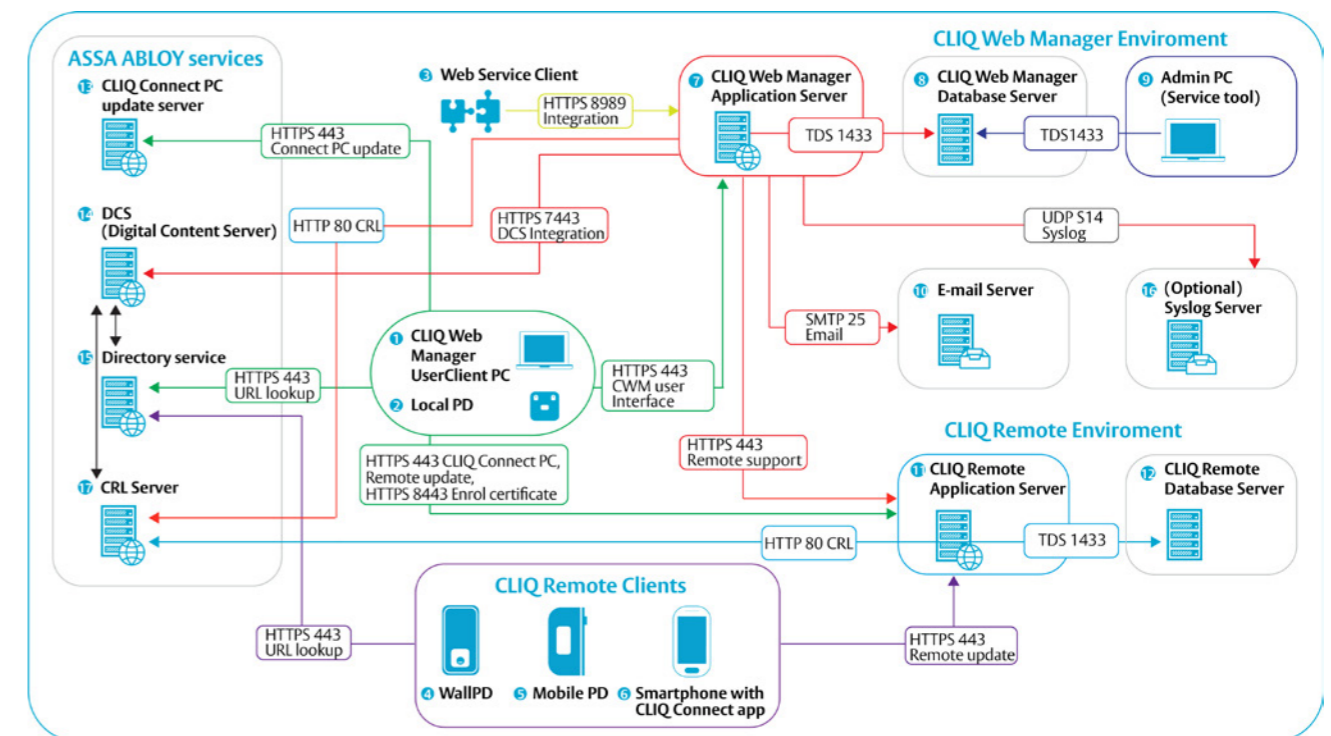 CLIQ Web Manager Enviroment
ASSA ABLOY services
13 CLIQ Connect PC
update server
3 Web Service Client
7 CLIQ Web Manager
Application Server
8 CLIQ Web Manager
Database Server
9 Admin PC
(Service tool)
HTTPS 8989
Integration
HTTPS 443
Connect PC update
TDS 1433
TDS1433
14 DCS
(Digital Content Server)
HTTP 80 CRL
HTTPS 7443
DCS Integration
UDP S14
Syslog
10 E-mail Server
16 (Optional)
Syslog Server
SMTP 25
Email
1 CLIQ Web
Manager
UserClient PC
2 Local PD
15 Directory service
HTTPS 443
URL lookup
HTTPS 443
CWM user
Interface
CLIQ Remote Enviroment
HTTPS 443
Remote support
HTTPS 443 CLIQ Connect PC,
Remote update,
HTTPS 8443 Enrol certificate
11 CLIQ Remote
Application Server
12 CLIQ Remote
Database Server
17 CRL Server
HTTP 80 CRL
TDS 1433
CLIQ Remote Clients
HTTPS 443
URL lookup
HTTPS 443
Remote update
4 WallPD
5 Mobile PD
6 Smartphone with
CLIQ Connect app